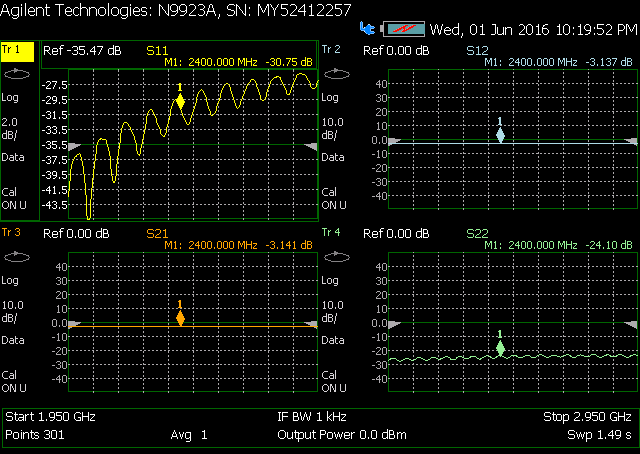 Agilent Technologies: N9923A, SN: MY52412257
Wed, 01 Jun 2016 10:19:52 PM
Tr 1
Ref -35.47 dB
S11
M1: 2400.000 MHz -30.75 dB
Log
2.0
dB/
Data
Cal
ON U
-27.5
-29.5
-31.5
-33.5
-35.5
-37.5
-39.5
-41.5
-43.5
1
Tr 2
Ref 0.00 dB
S12
M1: 2400.000 MHz -3.137 dB
Log
10.0
dB/
Data
Cal
ON U
40
30
20
10
0.0
-10
-20
-30
-40
1
Tr 3
Ref 0.00 dB
S21
M1: 2400.000 MHz -3.141 dB
Log
10.0
dB/
Data
Cal
ON U
40
30
20
10
0.0
-10
-20
-30
-40
1
Tr 4
Ref 0.00 dB
S22
M1: 2400.000 MHz -24.10 dB
Log
10.0
dB/
Data
Cal
ON U
40
30
20
10
0.0
-10
-20
-30
-40
1
Start 1.950 GHz
IF BW 1 kHz
Stop 2.950 GHz
Points 301
Avg 1
Output Power 0.0 dBm
Swp 1.49 s